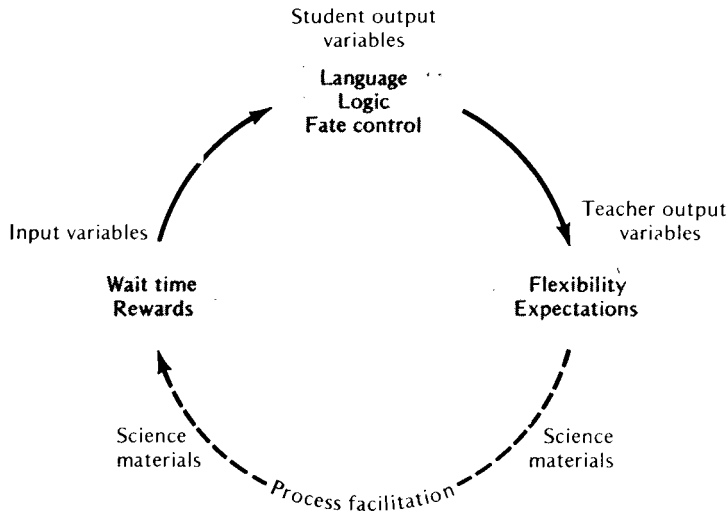 Student output
variables
Language
Logic
Fate control
Teacher output
variables
Input variables
Wait time
Rewards
Flexibility
Expectations
Science
materials
Science
materials
Process facilitation